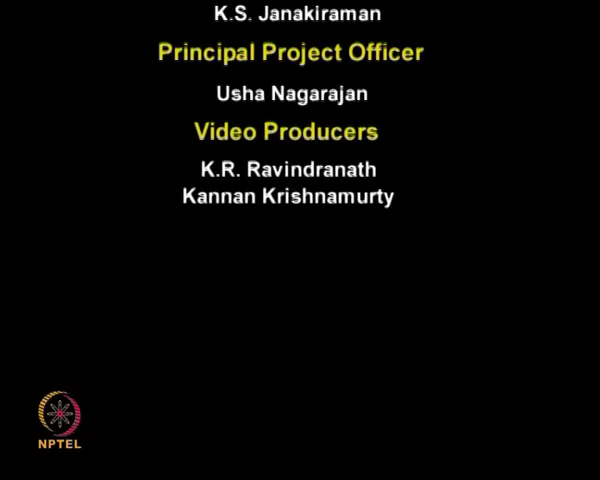 K.S. Janakiraman
Principal Project Officer
Usha Nagarajan
Video Producers
K.R. Ravindranath
Kannan Krishnamurty
NPTEL